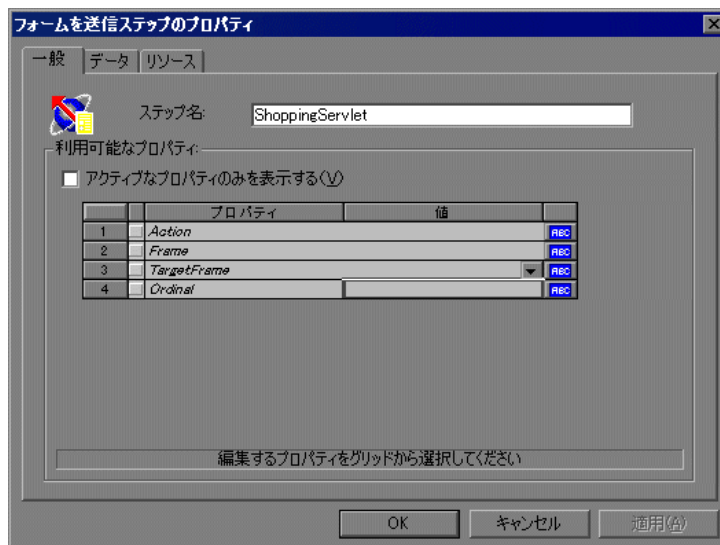 フォームを送信ステップのプロパティ
一般 データ リソース
ステップ名: ShoppingServlet
利用可能なプロパティ:
アクティブなプロパティのみを表示する(V)
プロパティ 値
1 Action ABC
2 Frame ABC
3 TargetFrame ABC
4 Ordinal ABC
編集するプロパティをグリッドから選択してください
OK キャンセル 適用(A)